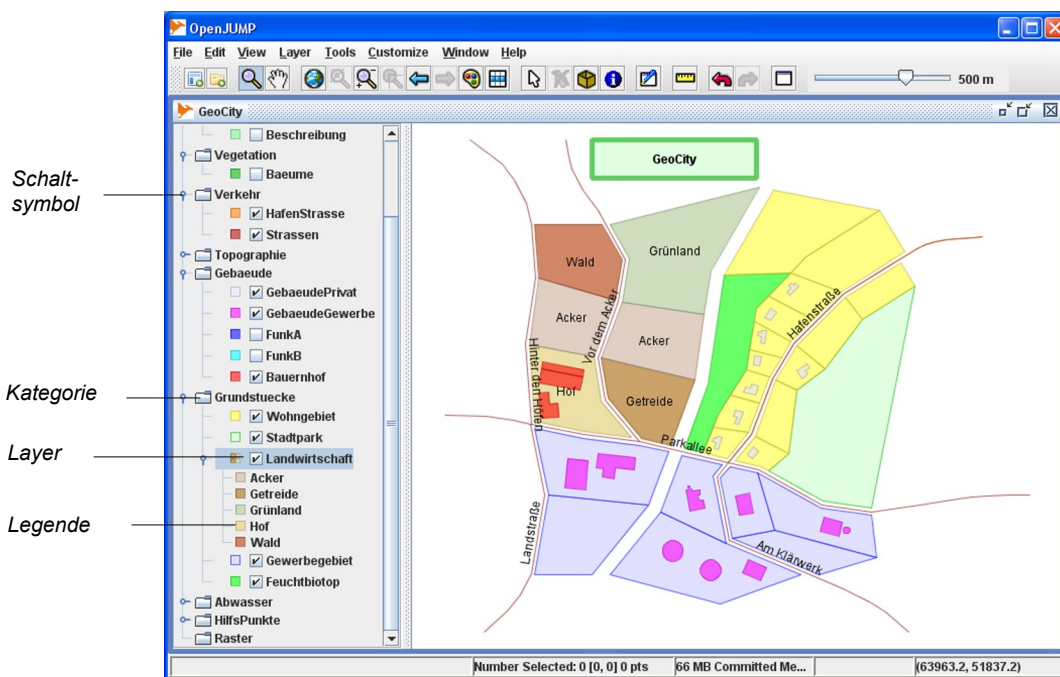 OpenJUMP
File Edit View Layer Tools Customize Window Help
500 m
GeoCity
Beschreibung
Vegetation
Baeume
Verkehr
HafenStrasse
Strassen
Topographie
Gebaeude
GebaeudePrivat
GebaeudeGewerbe
FunkA
FunkB
Bauernhof
Grundstuecke
Wohngebiet
Stadtpark
Landwirtschaft
Acker
Getreide
Grünland
Hof
Wald
Gewerbegebiet
Feuchtbiotop
Abwasser
HilfsPunkte
Raster
Schalt-
symbol
Kategorie
Layer
Legende
GeoCity
Wald
Grünland
Acker
Vor dem Acker
Acker
Hafenstraße
Hinter den Höfen
Hof
Getreide
Parkallee
Landstraße
Am Klärwerk
Number Selected: 0 [0, 0] 0 pts 66 MB Committed Me... (63963.2, 51837.2)